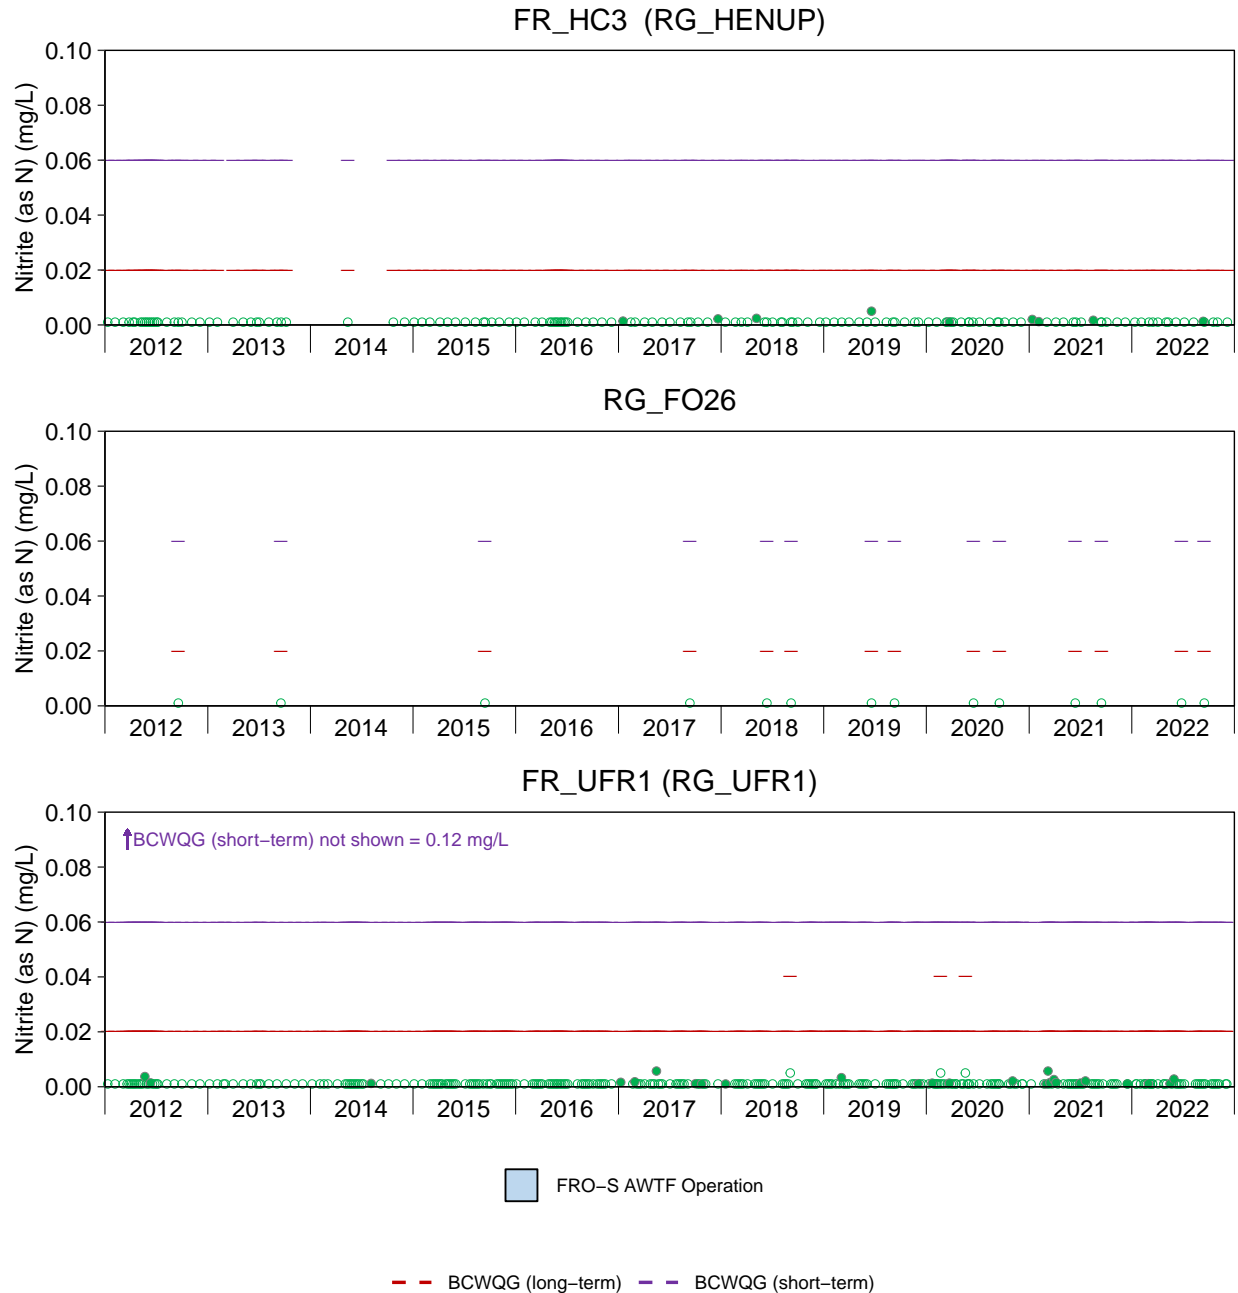 FR_HC3 (RG_HENUP)
Nitrite (as N) (mg/L)
0.10
0.08
0.06
0.04
0.02
0.00
2012 2013 2014 2015 2016 2017 2018 2019 2020 2021 2022
RG_FO26
Nitrite (as N) (mg/L)
0.10
0.08
0.06
0.04
0.02
0.00
2012 2013 2014 2015 2016 2017 2018 2019 2020 2021 2022
FR_UFR1 (RG_UFR1)
Nitrite (as N) (mg/L)
0.10
0.08
0.06
0.04
0.02
0.00
BCWQG (short−term) not shown = 0.12 mg/L
2012 2013 2014 2015 2016 2017 2018 2019 2020 2021 2022
FRO−S AWTF Operation
BCWQG (long−term) BCWQG (short−term)